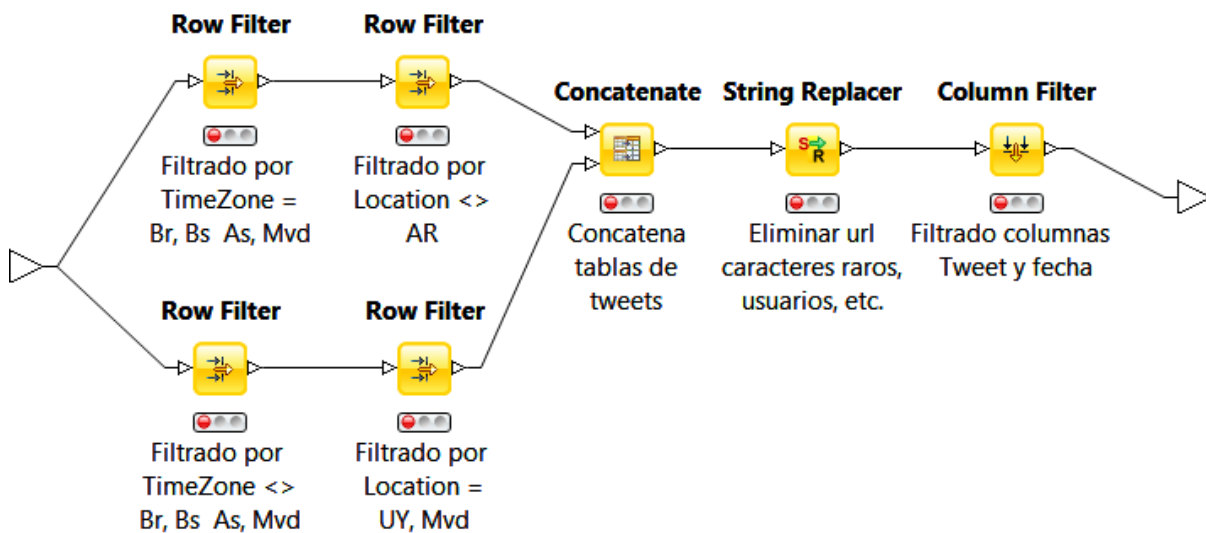 Row Filter
Row Filter
Filtrado por
TimeZone =
Br, Bs As, Mvd
Filtrado por
Location <>
AR
Concatenate
String Replacer
Column Filter
S
R
Concatena
tablas de
tweets
Eliminar url
caracteres raros,
usuarios, etc.
Filtrado columnas
Tweet y fecha
Row Filter
Row Filter
Filtrado por
TimeZone <>
Br, Bs As, Mvd
Filtrado por
Location =
UY, Mvd